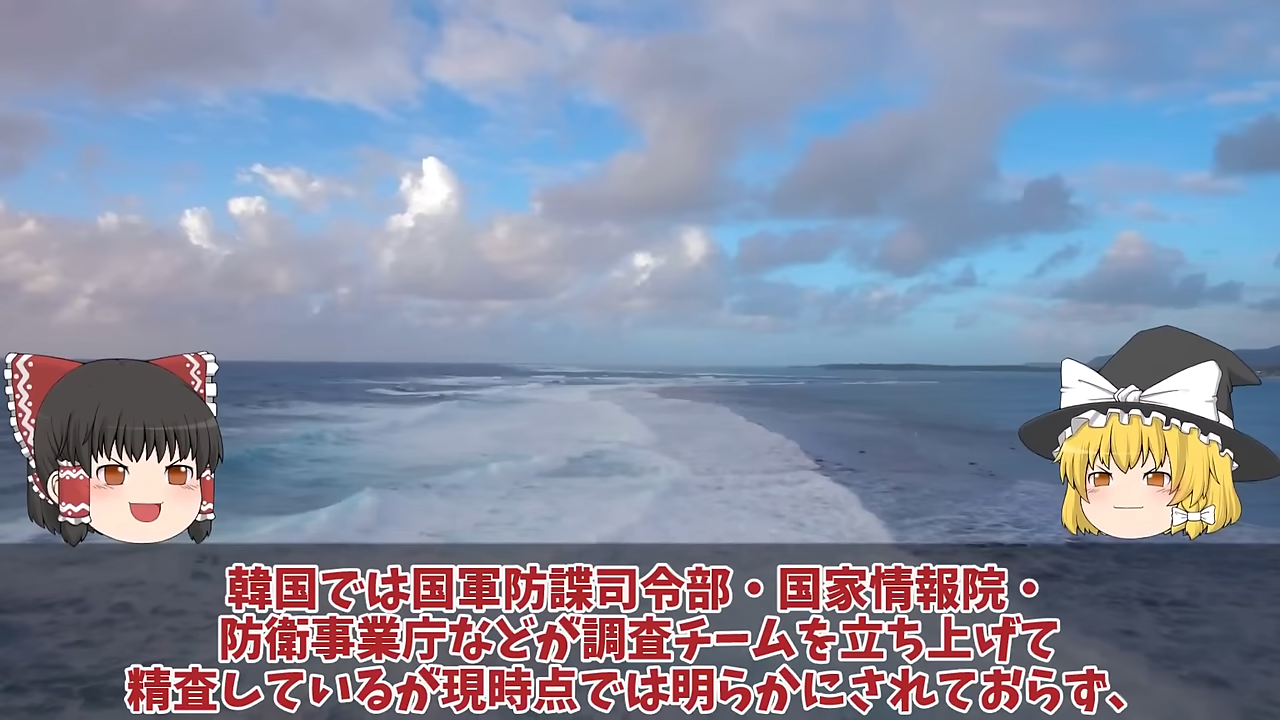 韓国では国軍防諜司令部・国家情報院・
防衛事業庁などが調査チームを立ち上げて
精査しているが現時点では明らかにされておらず、